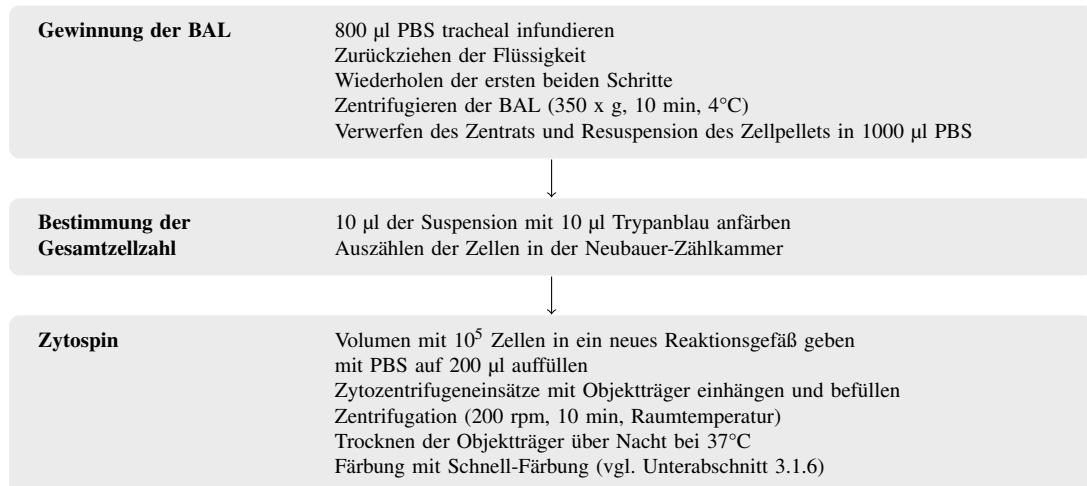 Gewinnung der BAL
800 µl PBS tracheal infundieren
Zurückziehen der Flüssigkeit
Wiederholen der ersten beiden Schritte
Zentrifugieren der BAL (350 x g, 10 min, 4°C)
Verwerfen des Zentrats und Resuspension des Zellpellets in 1000 µl PBS
Bestimmung der
Gesamtzellzahl
10 µl der Suspension mit 10 µl Trypanblau anfärben
Auszählen der Zellen in der Neubauer-Zählkammer
Zytospin
Volumen mit 10⁵ Zellen in ein neues Reaktionsgefäß geben
mit PBS auf 200 µl auffüllen
Zytozentrifugeneinsätze mit Objektträger einhängen und befüllen
Zentrifugation (200 rpm, 10 min, Raumtemperatur)
Trocknen der Objektträger über Nacht bei 37°C
Färbung mit Schnell-Färbung (vgl. Unterabschnitt 3.1.6)